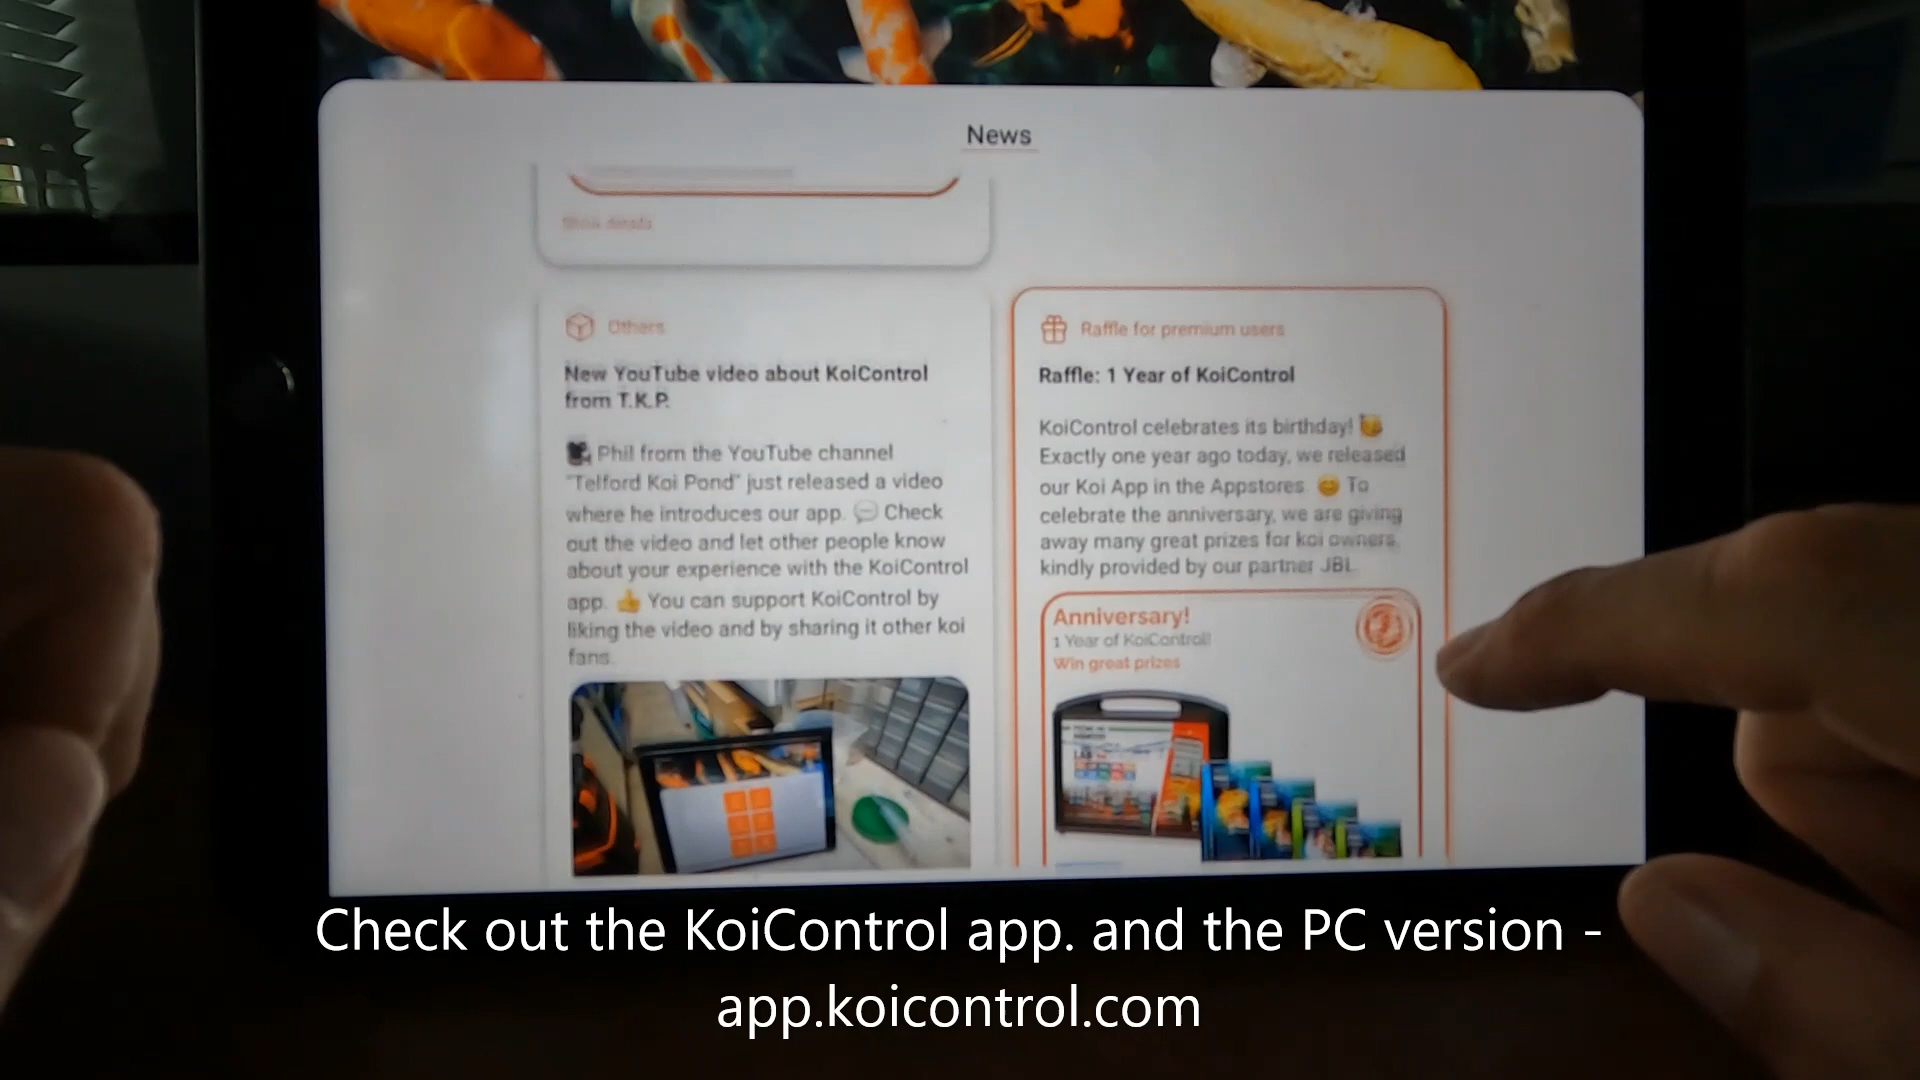 News
Show details
Others
New YouTube video about KoiControl
from T.K.P.
Phil from the YouTube channel
"Telford Koi Pond" just released a video
where he introduces our app. 💬 Check
out the video and let other people know
about your experience with the KoiControl
app. 👍 You can support KoiControl by
liking the video and by sharing it other koi
fans.
Raffle for premium users
Raffle: 1 Year of KoiControl
KoiControl celebrates its birthday! 🥳
Exactly one year ago today, we released
our Koi App in the Appstores. 😊 To
celebrate the anniversary, we are giving
away many great prizes for koi owners,
kindly provided by our partner JBL.
Anniversary!
1 Year of KoiControl!
Win great prizes
LAB
Check out the KoiControl app. and the PC version -
app.koicontrol.com